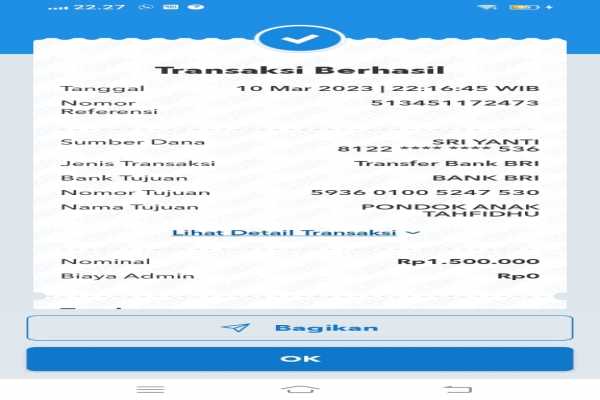 22.27
Transaksi Berhasil
Tanggal 10 Mar 2023 | 22:16:45 WIB
Nomor Referensi 513451172473
Sumber Dana SRI YANTI
8122 **** **** 536
Jenis Transaksi Transfer Bank BRI
Bank Tujuan BANK BRI
Nomor Tujuan 5936 0100 5247 530
Nama Tujuan PONDOK ANAK
TAHFIDHU
Lihat Detail Transaksi
Nominal Rp1.500.000
Biaya Admin Rp0
Bagikan
OK